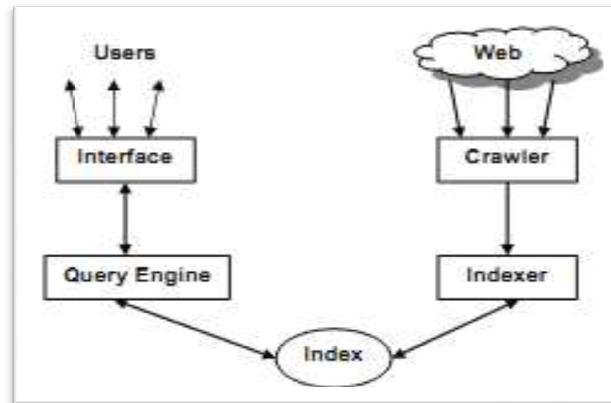 Users
Web
Interface
Crawler
Query Engine
Indexer
Index